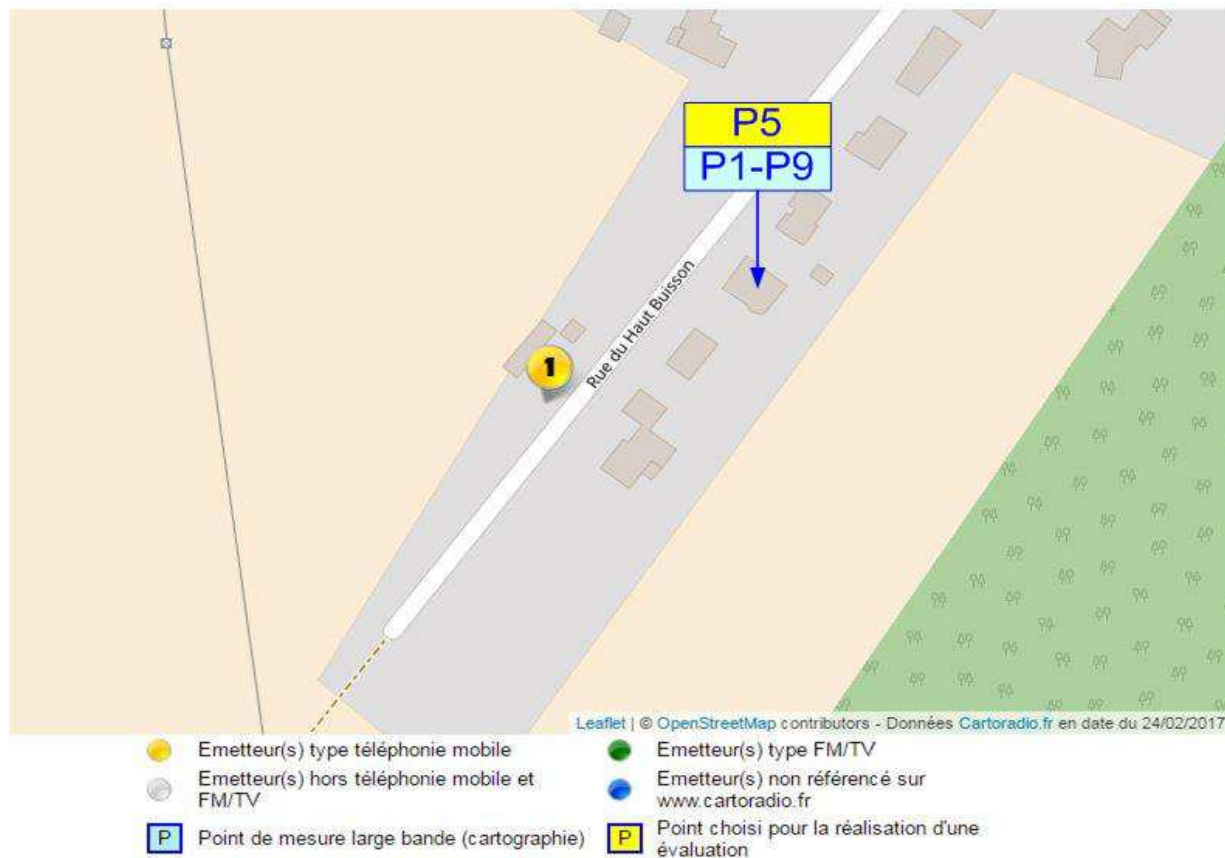 P5
P1-P9
Rue du Haut Buisson
1
Leaflet | © OpenStreetMap contributors - Données Cartoradio.fr en date du 24/02/2017
Emetteur(s) type téléphonie mobile
Emetteur(s) type FM/TV
Emetteur(s) hors téléphonie mobile et
FM/TV
Emetteur(s) non référencé sur
www.cartoradio.fr
P Point de mesure large bande (cartographie)
P Point choisi pour la réalisation d'une
évaluation